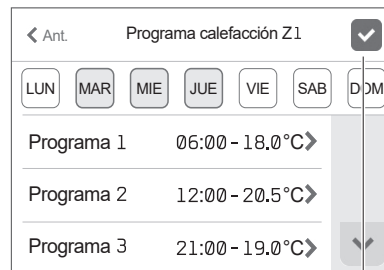 Ant. Programa calefacción Z1
LUN MAR MIE JUE VIE SAB DOM
Programa 1 06:00 - 18.0°C
Programa 2 12:00 - 20.5°C
Programa 3 21:00 - 19.0°C